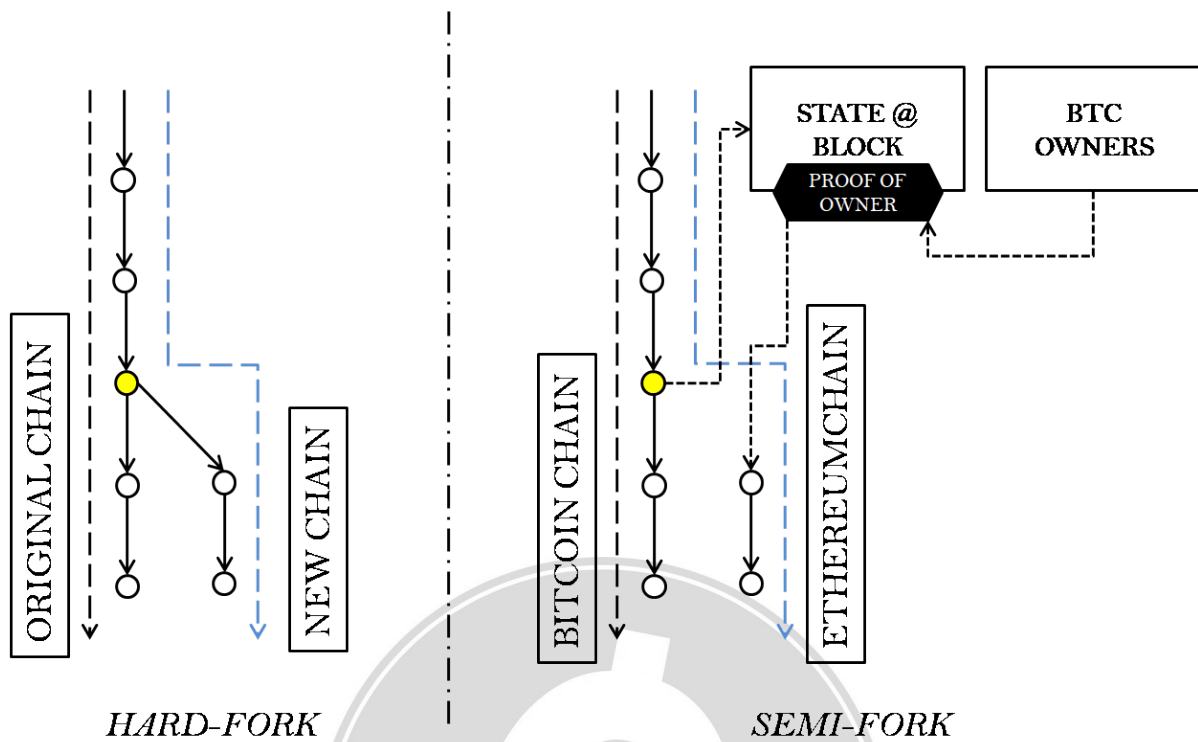 STATE @
BLOCK
PROOF OF
OWNER
BTC
OWNERS
ORIGINAL CHAIN
NEW CHAIN
BITCOIN CHAIN
ETHEREUMCHAIN
HARD-FORK
SEMI-FORK